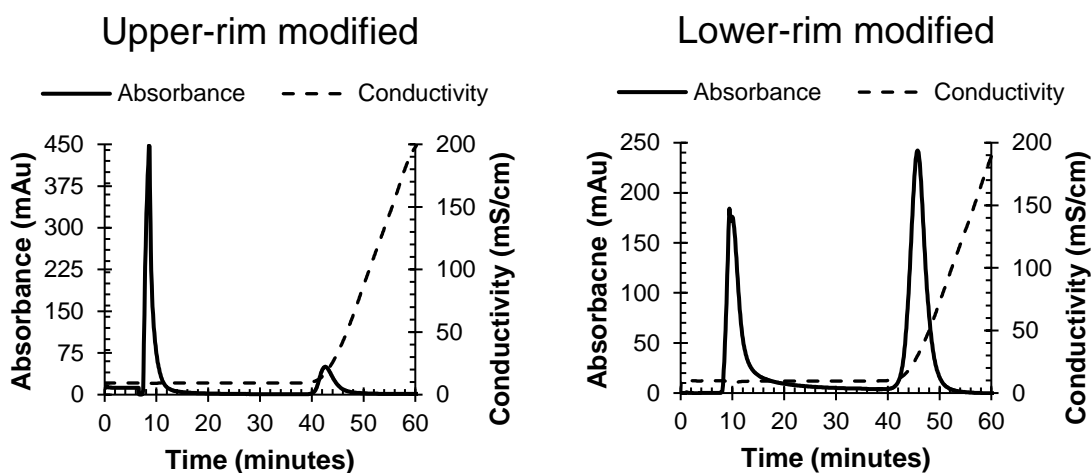 Upper-rim modified
Absorbance Conductivity
Absorbance (mAu)
450
375
300
225
150
75
0
200
150
100
50
0
Conductivity (mS/cm)
0 10 20 30 40 50 60
Time (minutes)
Lower-rim modified
Absorbance Conductivity
Absorbacne (mAu)
250
200
150
100
50
0
200
150
100
50
0
Conductivity (mS/cm)
0 10 20 30 40 50 60
Time (minutes)